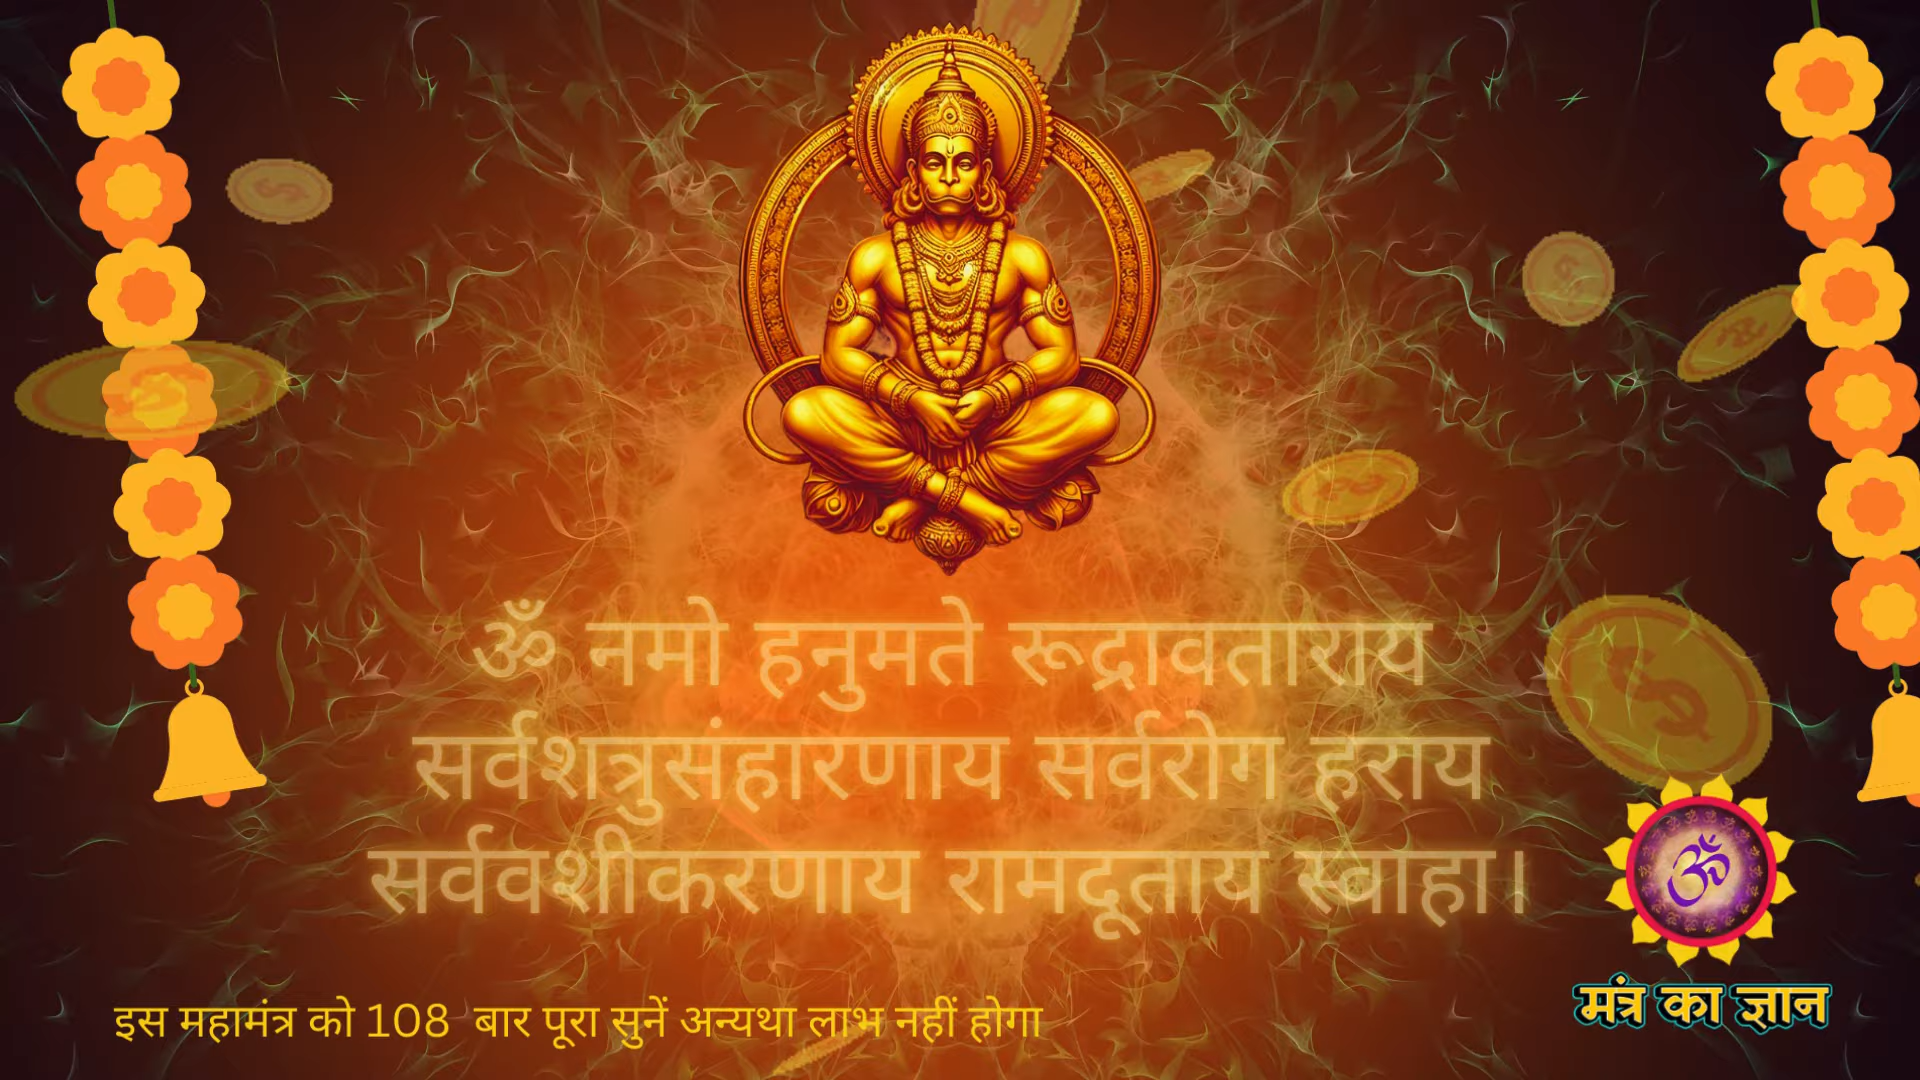 ॐ नमो हनुमते रूद्रावताराय
सर्वशत्रुसंहारणाय सर्वरोग हराय
सर्ववशीकरणाय रामदूताय स्वाहा।
इस महामंत्र को 108 बार पूरा सुनें अन्यथा लाभ नहीं होगा
ॐ
मंत्र का ज्ञान